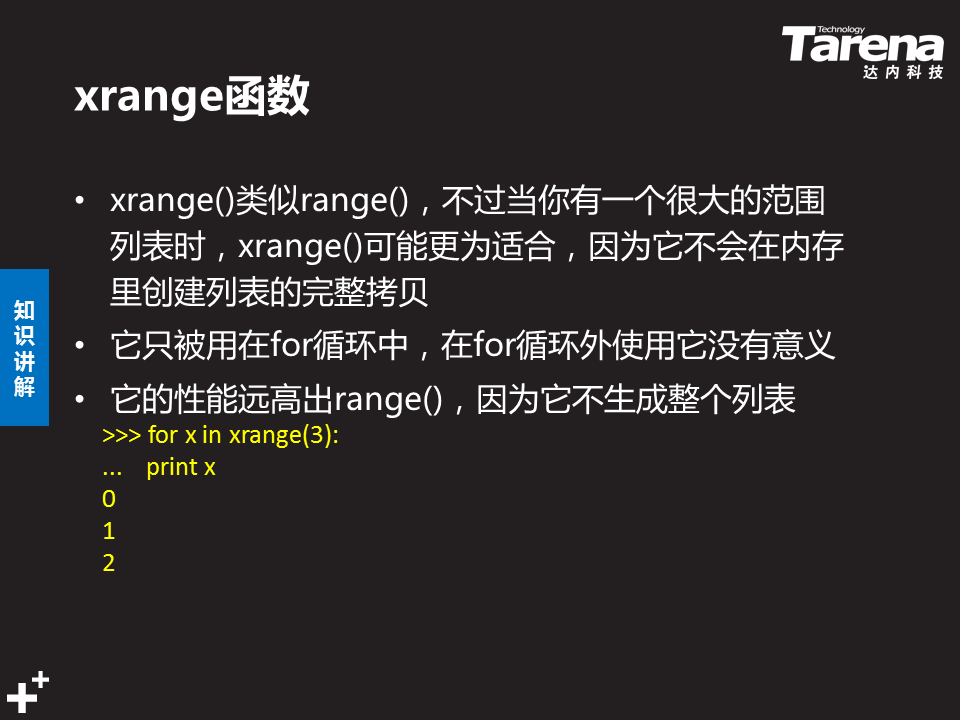 Technology
Tarena
达内科技
xrange函数
• xrange()类似range()，不过当你有一个很大的范围
列表时，xrange()可能更为适合，因为它不会在内存
里创建列表的完整拷贝
• 它只被用在for循环中，在for循环外使用它没有意义
• 它的性能远高出range()，因为它不生成整个列表
>>> for x in xrange(3):
... print x
0
1
2
知
识
讲
解